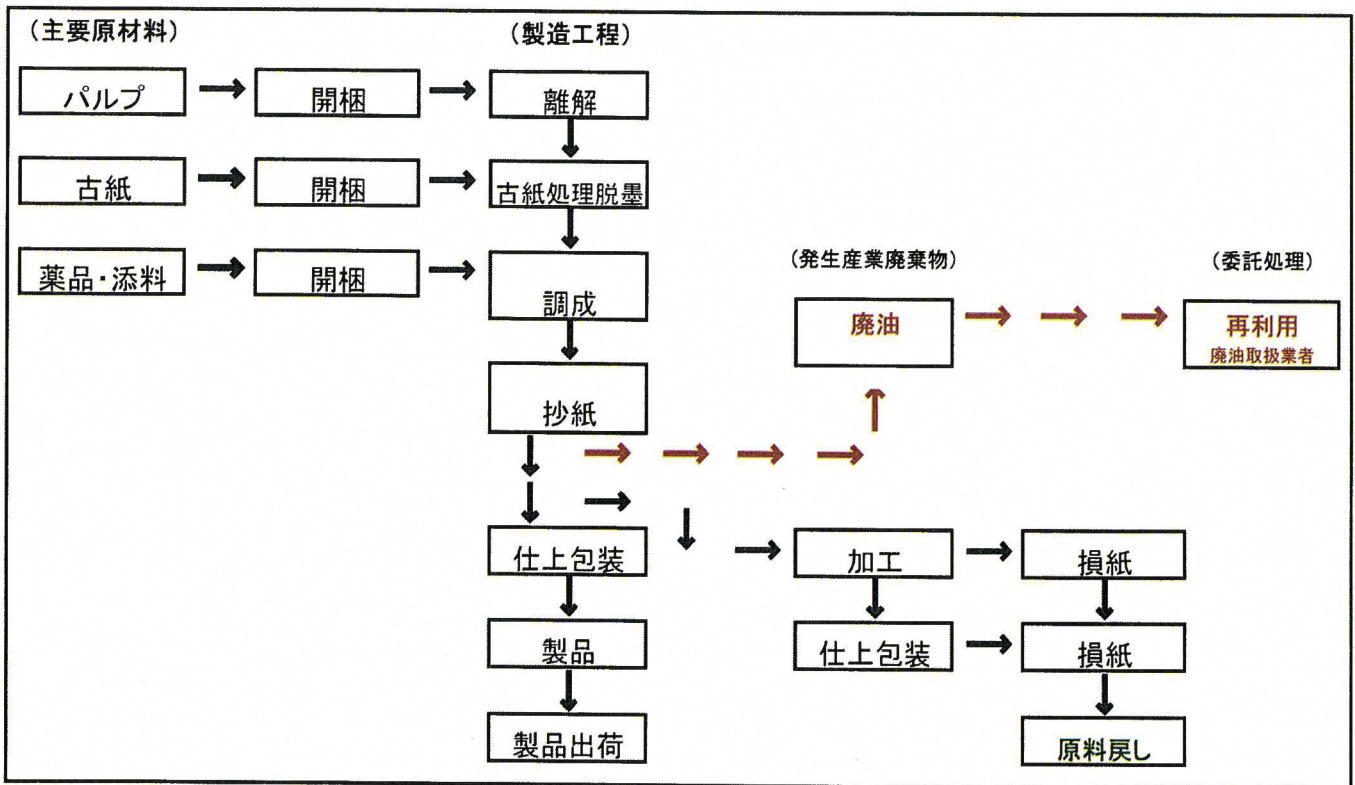 （主要原材料）
（製造工程）
パルプ
開梱
離解
古紙
開梱
古紙処理脱墨
薬品・添料
開梱
調成
（発生産業廃棄物）
（委託処理）
廃油
再利用
廃油取扱業者
抄紙
仕上包装
加工
損紙
製品
仕上包装
損紙
製品出荷
原料戻し